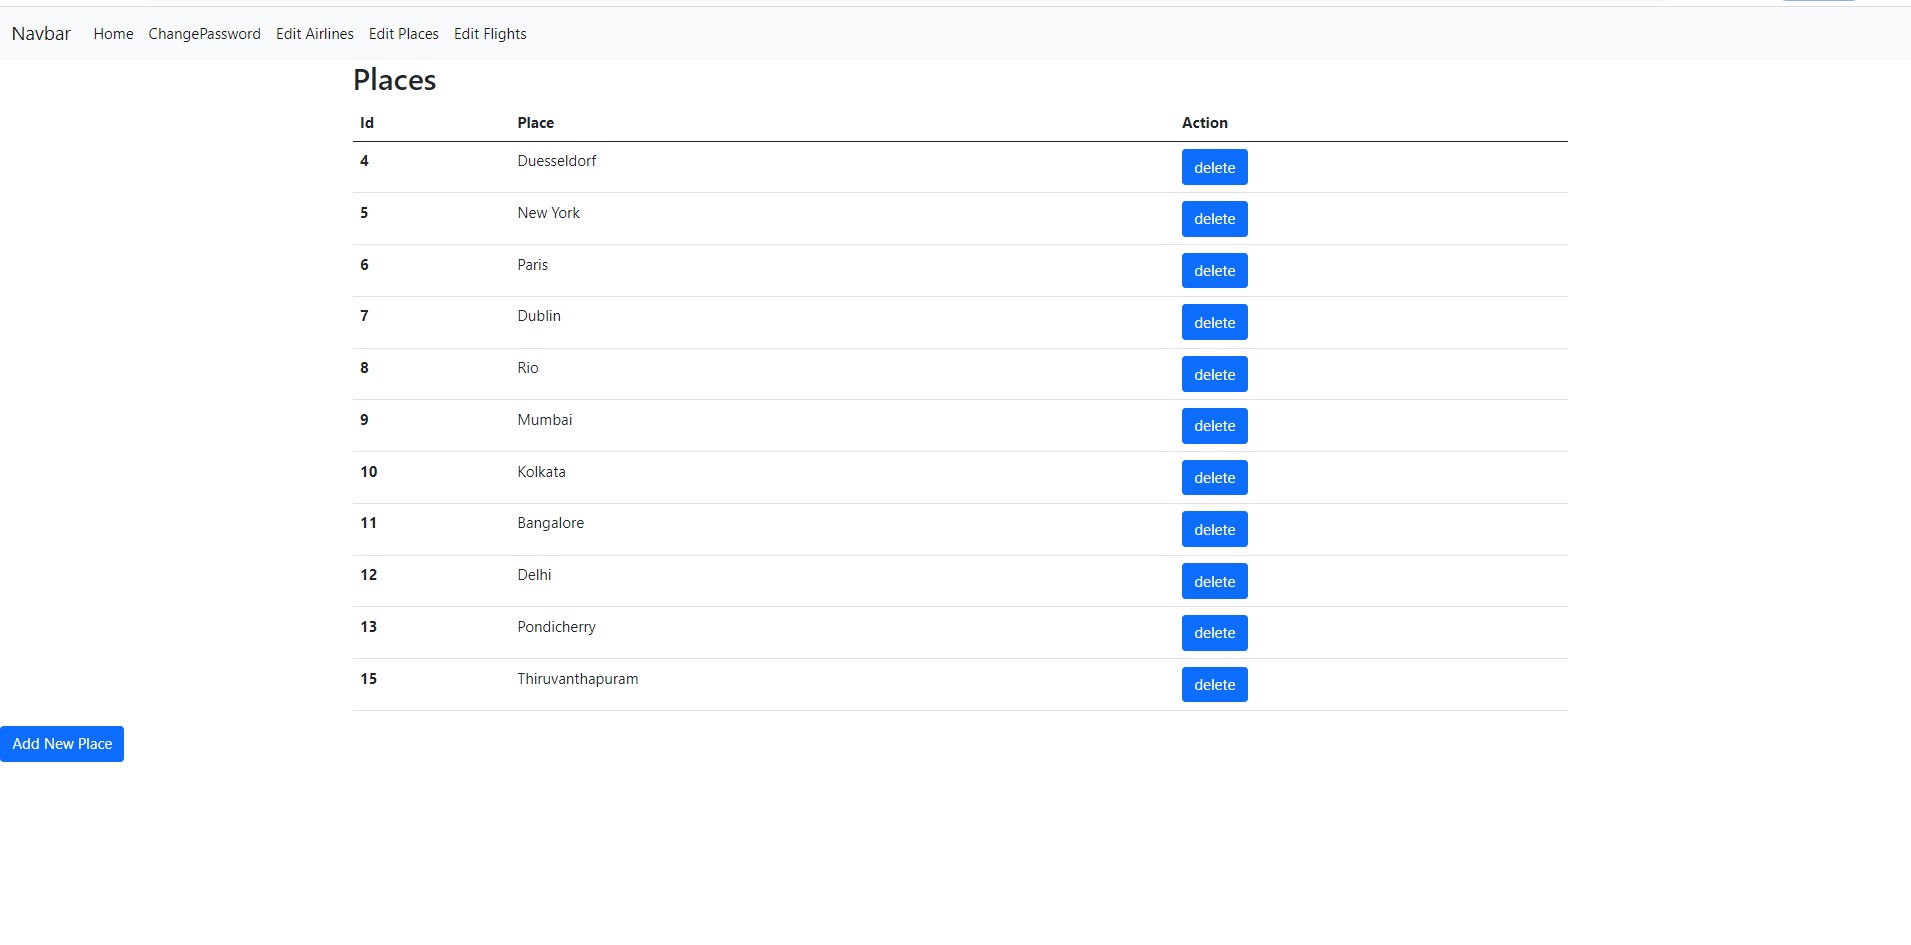 Navbar Home ChangePassword Edit Airlines Edit Places Edit Flights
Places
Id Place Action
4 Duesseldorf delete
5 New York delete
6 Paris delete
7 Dublin delete
8 Rio delete
9 Mumbai delete
10 Kolkata delete
11 Bangalore delete
12 Delhi delete
13 Pondicherry delete
15 Thiruvanthapuram delete
Add New Place